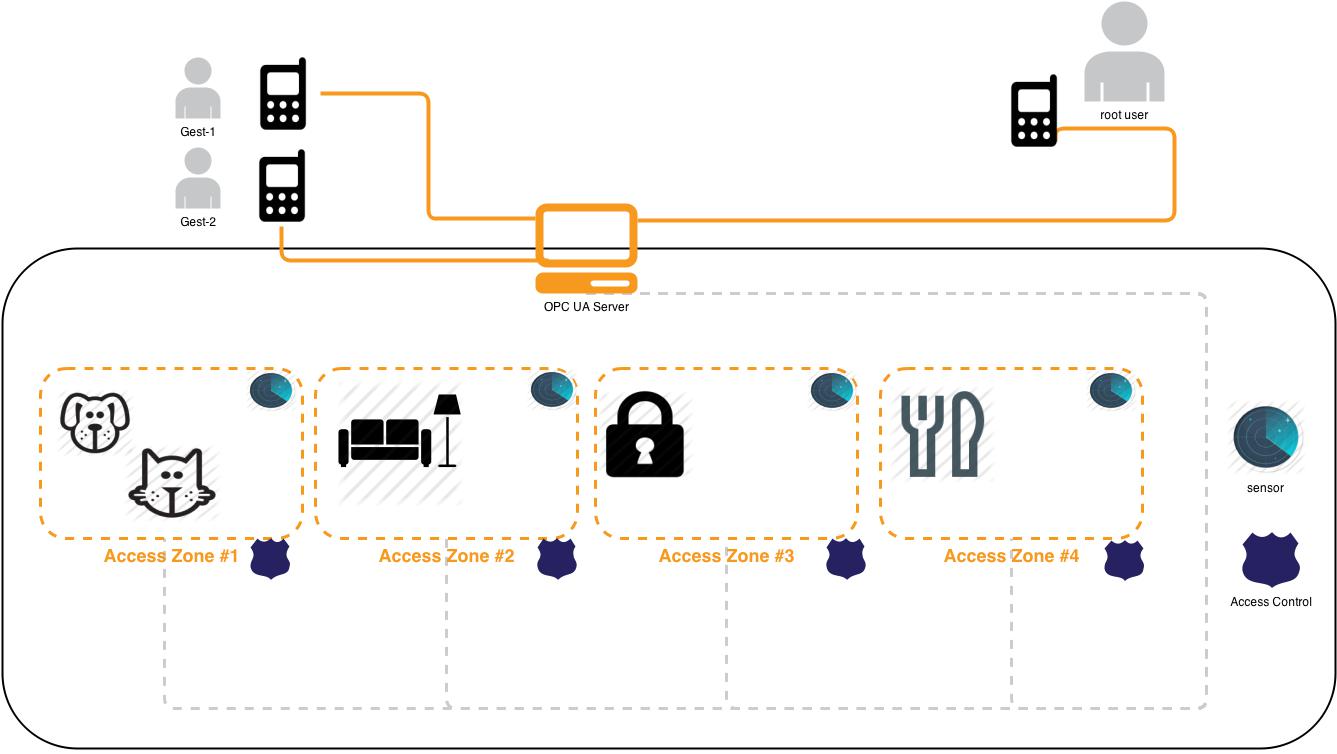 Gest-1
Gest-2
root user
OPC UA Server
Access Zone #1
Access Zone #2
Access Zone #3
Access Zone #4
sensor
Access Control